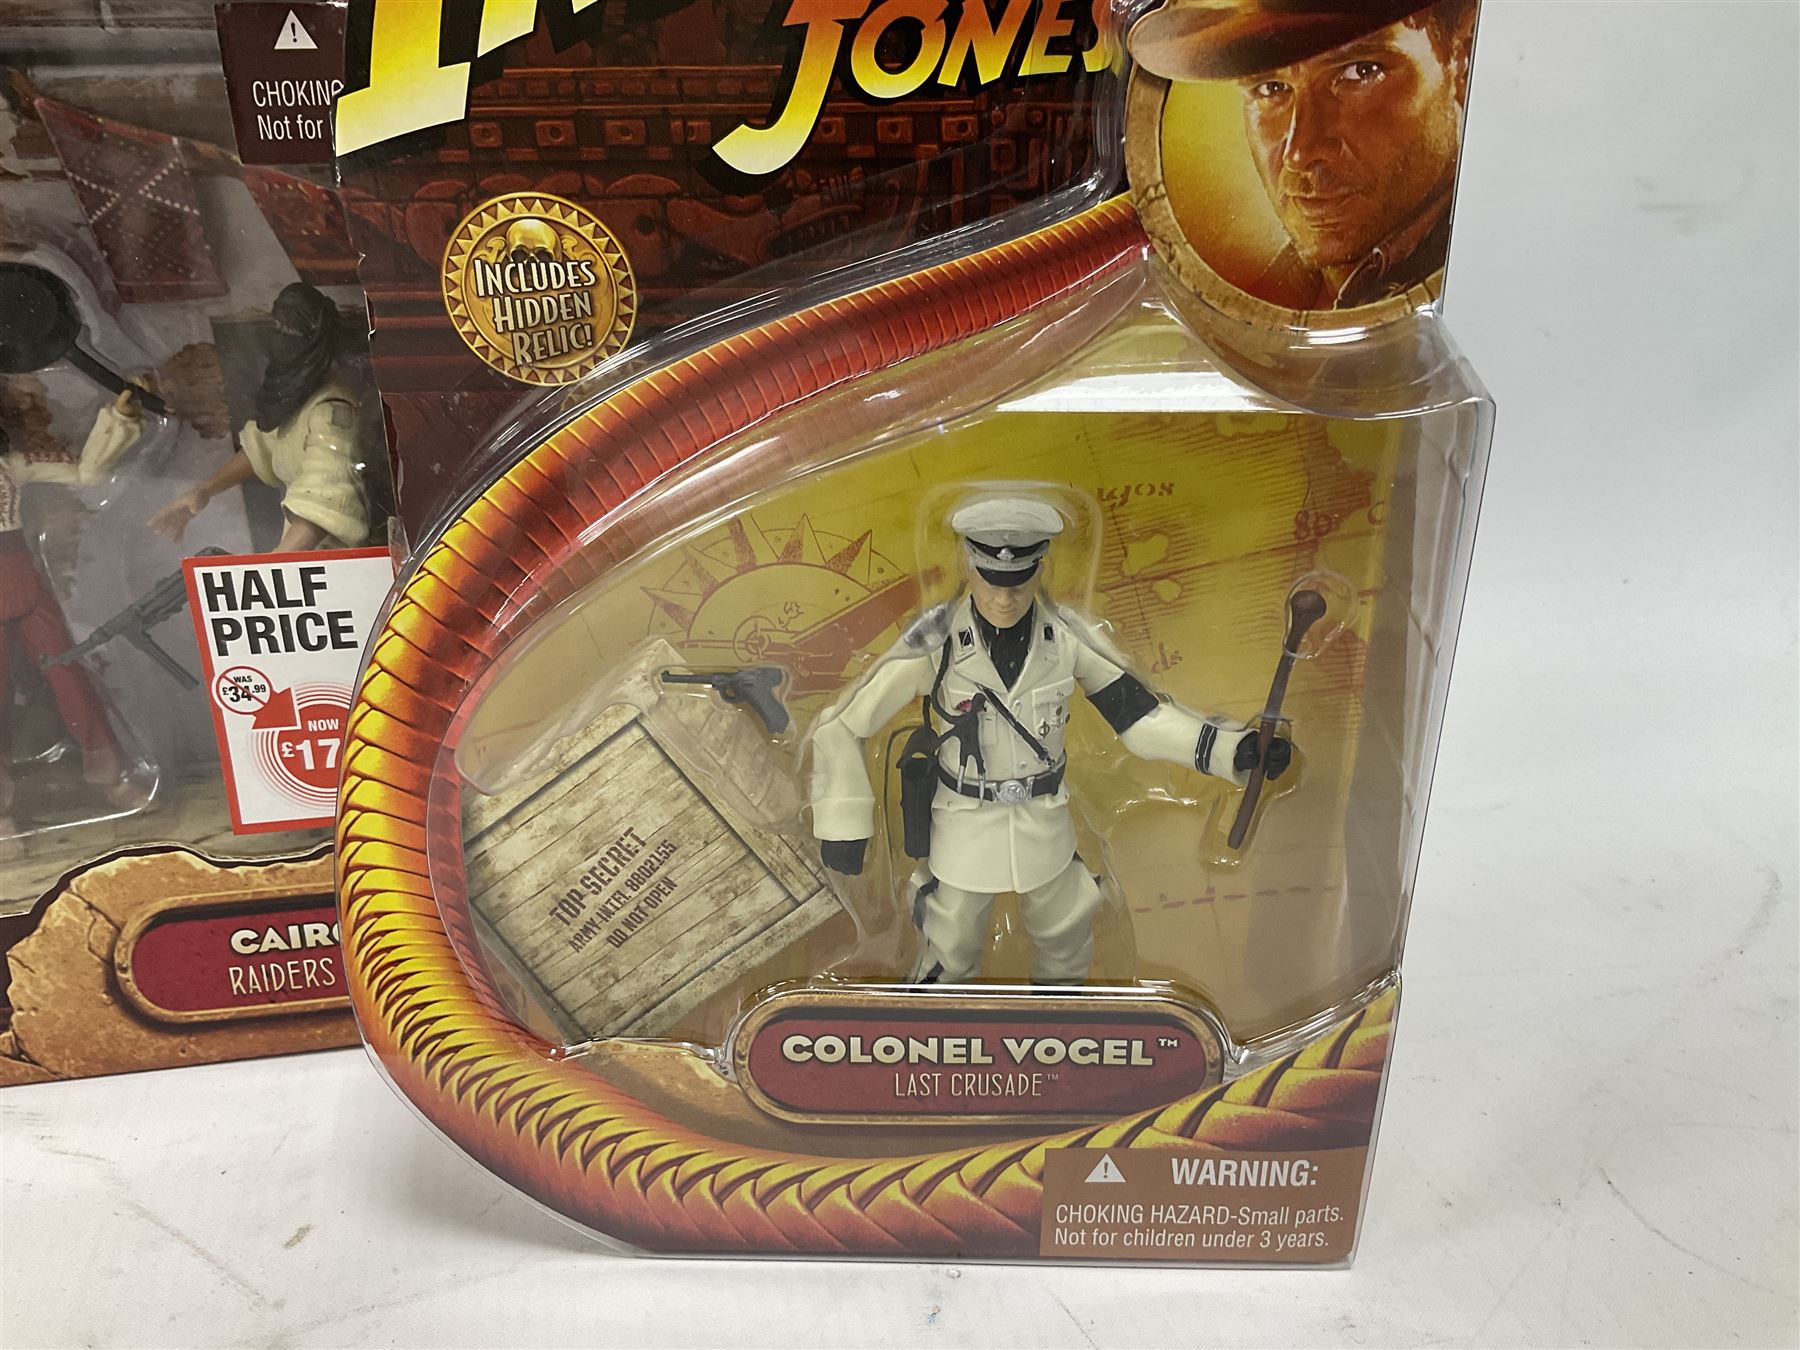 JONES
CHOKING
Not for
INCLUDES
HIDDEN
RELIC!
HALF
PRICE
WAS
£34.99
NOW
£17
TOP SECRET
ARMY INTEL 8802155
DO NOT OPEN
CAIRO
RAIDERS
COLONEL VOGEL™
LAST CRUSADE™
WARNING:
CHOKING HAZARD-Small parts.
Not for children under 3 years.